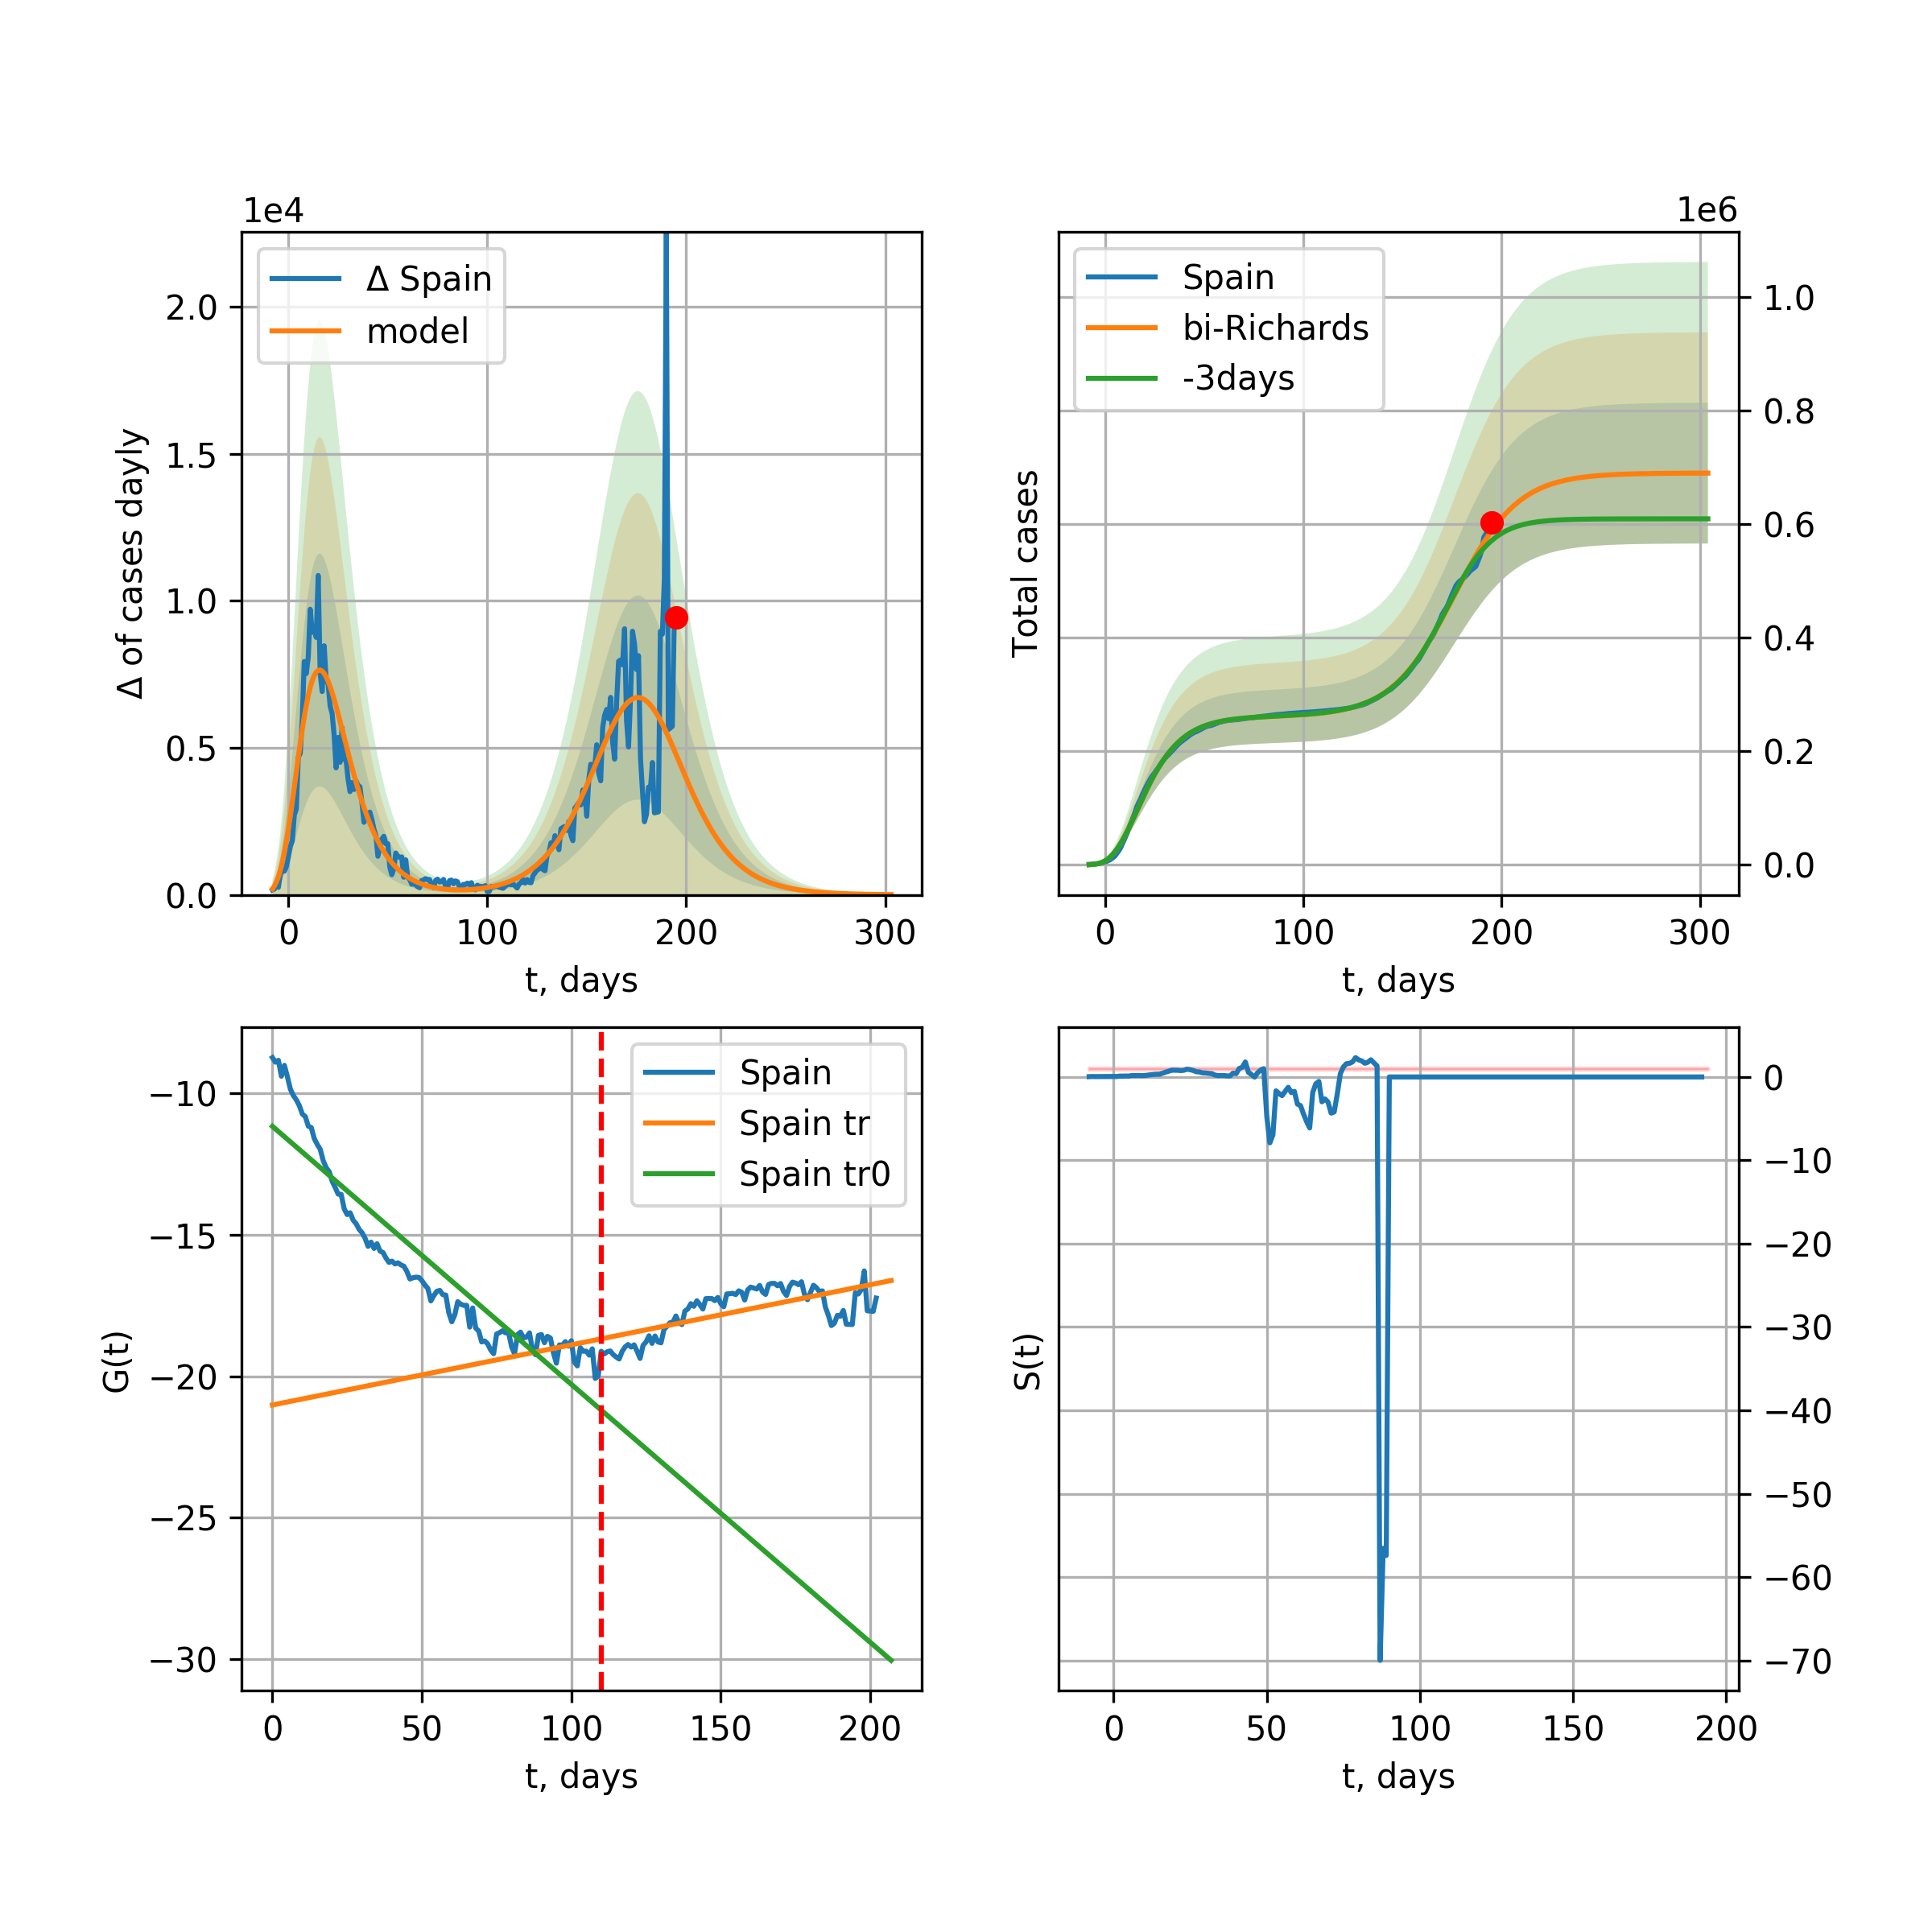 1e4
Δ Spain
model
2.0
1.5
1.0
0.5
0.0
Δ of cases dayly
0 100 200 300
t, days
1e6
Spain
bi-Richards
-3days
1.0
0.8
0.6
0.4
0.2
0.0
Total cases
0 100 200 300
t, days
Spain
Spain tr
Spain tr0
−10
−15
−20
−25
−30
G(t)
0 50 100 150 200
t, days
0
−10
−20
−30
−40
−50
−60
−70
S(t)
0 50 100 150 200
t, days